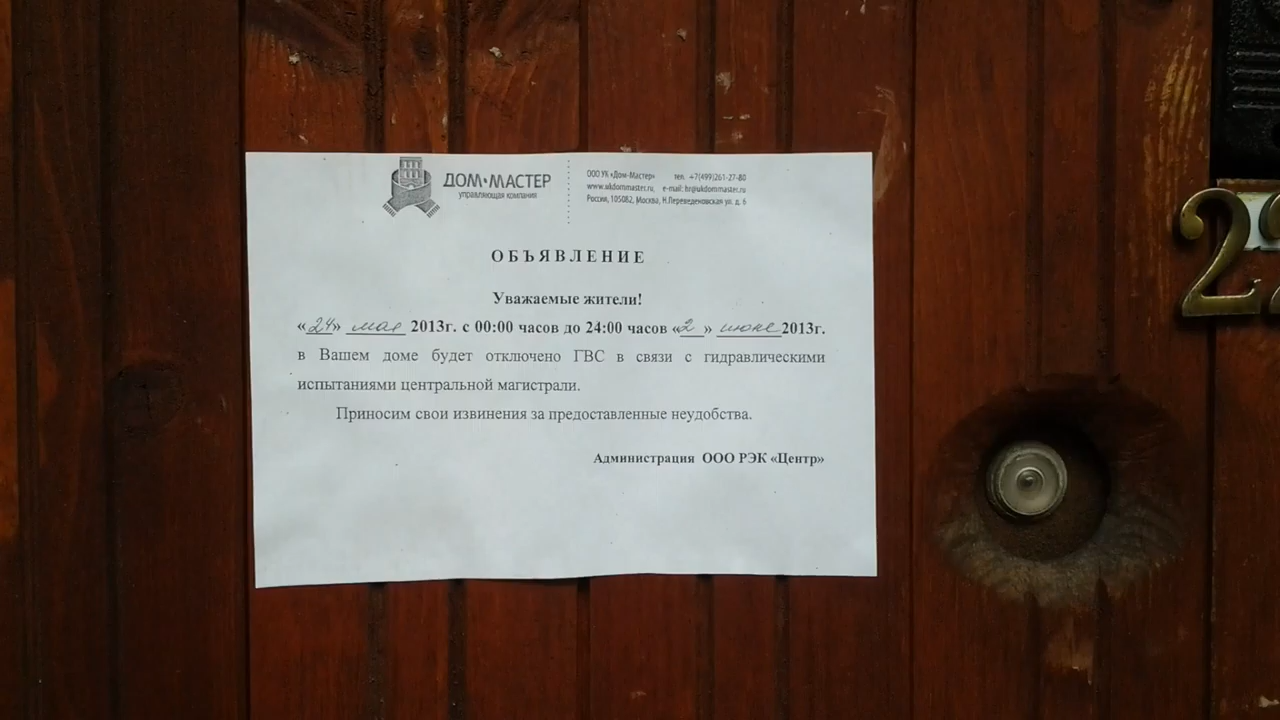 ДОМ•МАСТЕР
управляющая компания
ООО УК «Дом-Мастер» тел. +7(499)261-27-80
www.ukdommaster.ru, e-mail: hr@ukdommaster.ru
Россия, 105082, Москва, Н.Переведеновская ул. д. 6
ОБЪЯВЛЕНИЕ
Уважаемые жители!
«24» мая 2013г. с 00:00 часов до 24:00 часов «2» июне 2013г.
в Вашем доме будет отключено ГВС в связи с гидравлическими
испытаниями центральной магистрали.
Приносим свои извинения за предоставленные неудобства.
Администрация ООО РЭК «Центр»
2